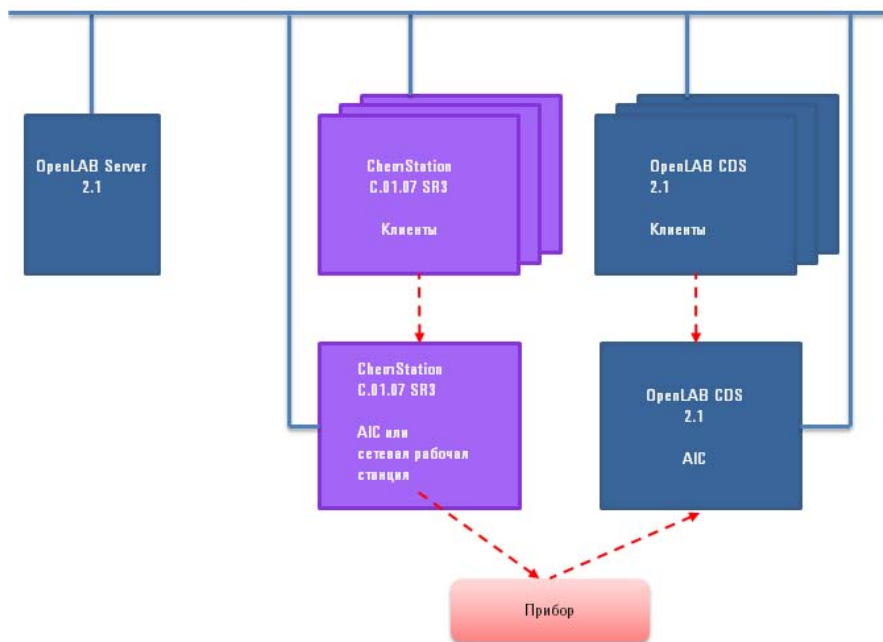 OpenLAB Server
2.1
ChemStation
C.01.07 SR3
Клиенты
OpenLAB CDS
2.1
Клиенты
ChemStation
C.01.07 SR3
AIC или
сетевая рабочая
станция
OpenLAB CDS
2.1
AIC
Прибор